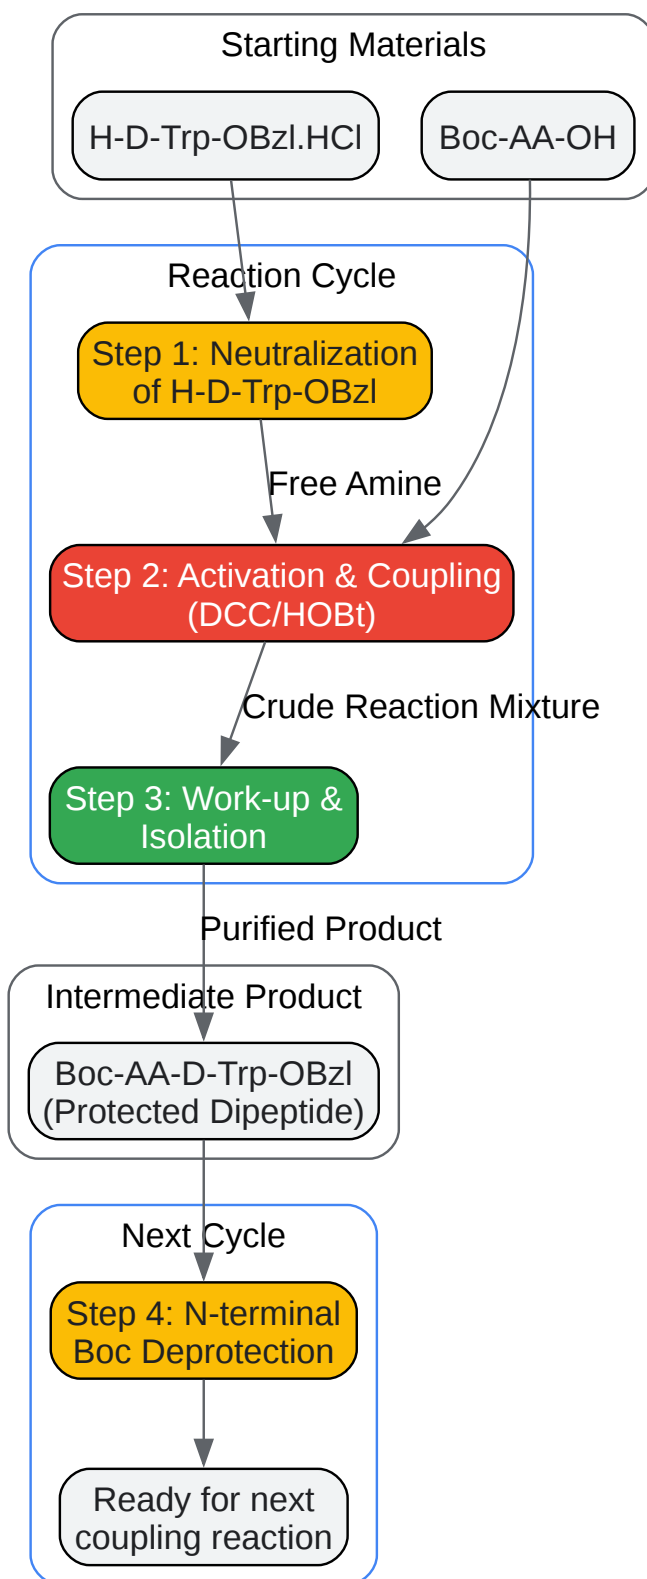 Starting Materials
H-D-Trp-OBzl.HCl
Boc-AA-OH
Reaction Cycle
Step 1: Neutralization
of H-D-Trp-OBzl
Free Amine
Step 2: Activation & Coupling
(DCC/HOBt)
Crude Reaction Mixture
Step 3: Work-up &
Isolation
Purified Product
Intermediate Product
Boc-AA-D-Trp-OBzl
(Protected Dipeptide)
Next Cycle
Step 4: N-terminal
Boc Deprotection
Ready for next
coupling reaction